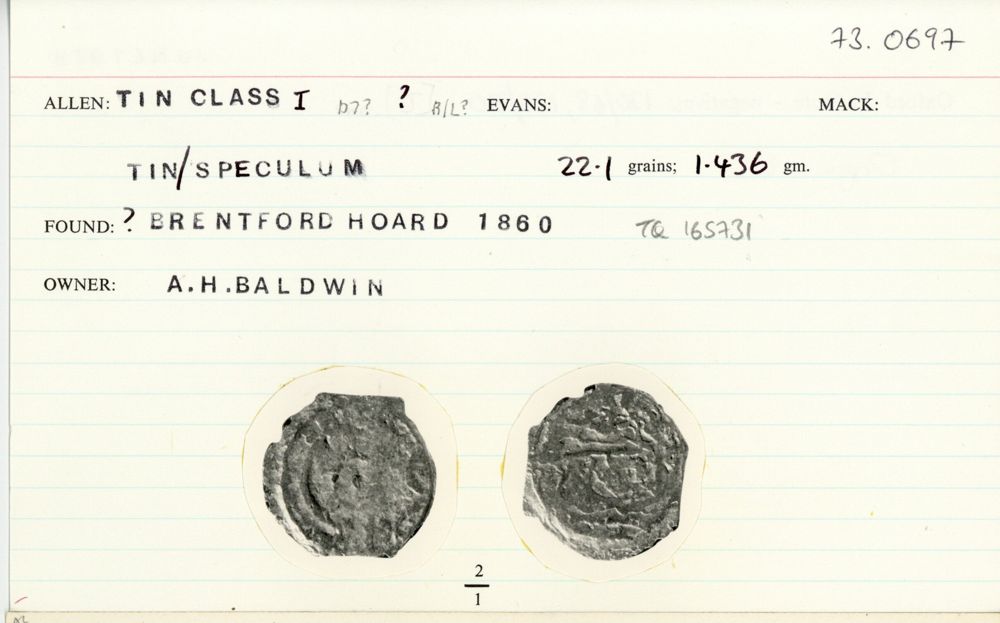 73. 0697
ALLEN: TIN CLASS I ? R/L? EVANS: MACK:
TIN/SPECULUM 22·1 grains; 1·436 gm.
FOUND: ? BRENTFORD HOARD 1860 TQ 165731
OWNER: A.H.BALDWIN
2
1